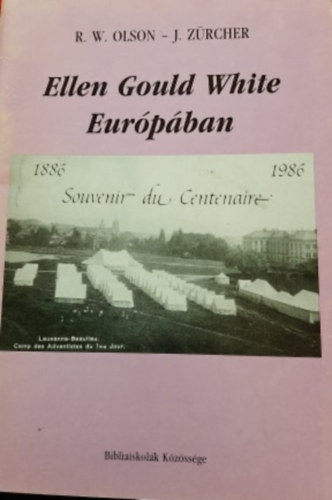 R. W. OLSON – J. ZÜRCHER
Ellen Gould White
Európában
1886 1986
Souvenir du Centenaire
Lausanne-Beaulieu.
Camp des Adventistes du 7me Jour.
Bibliaiskolák Közössége